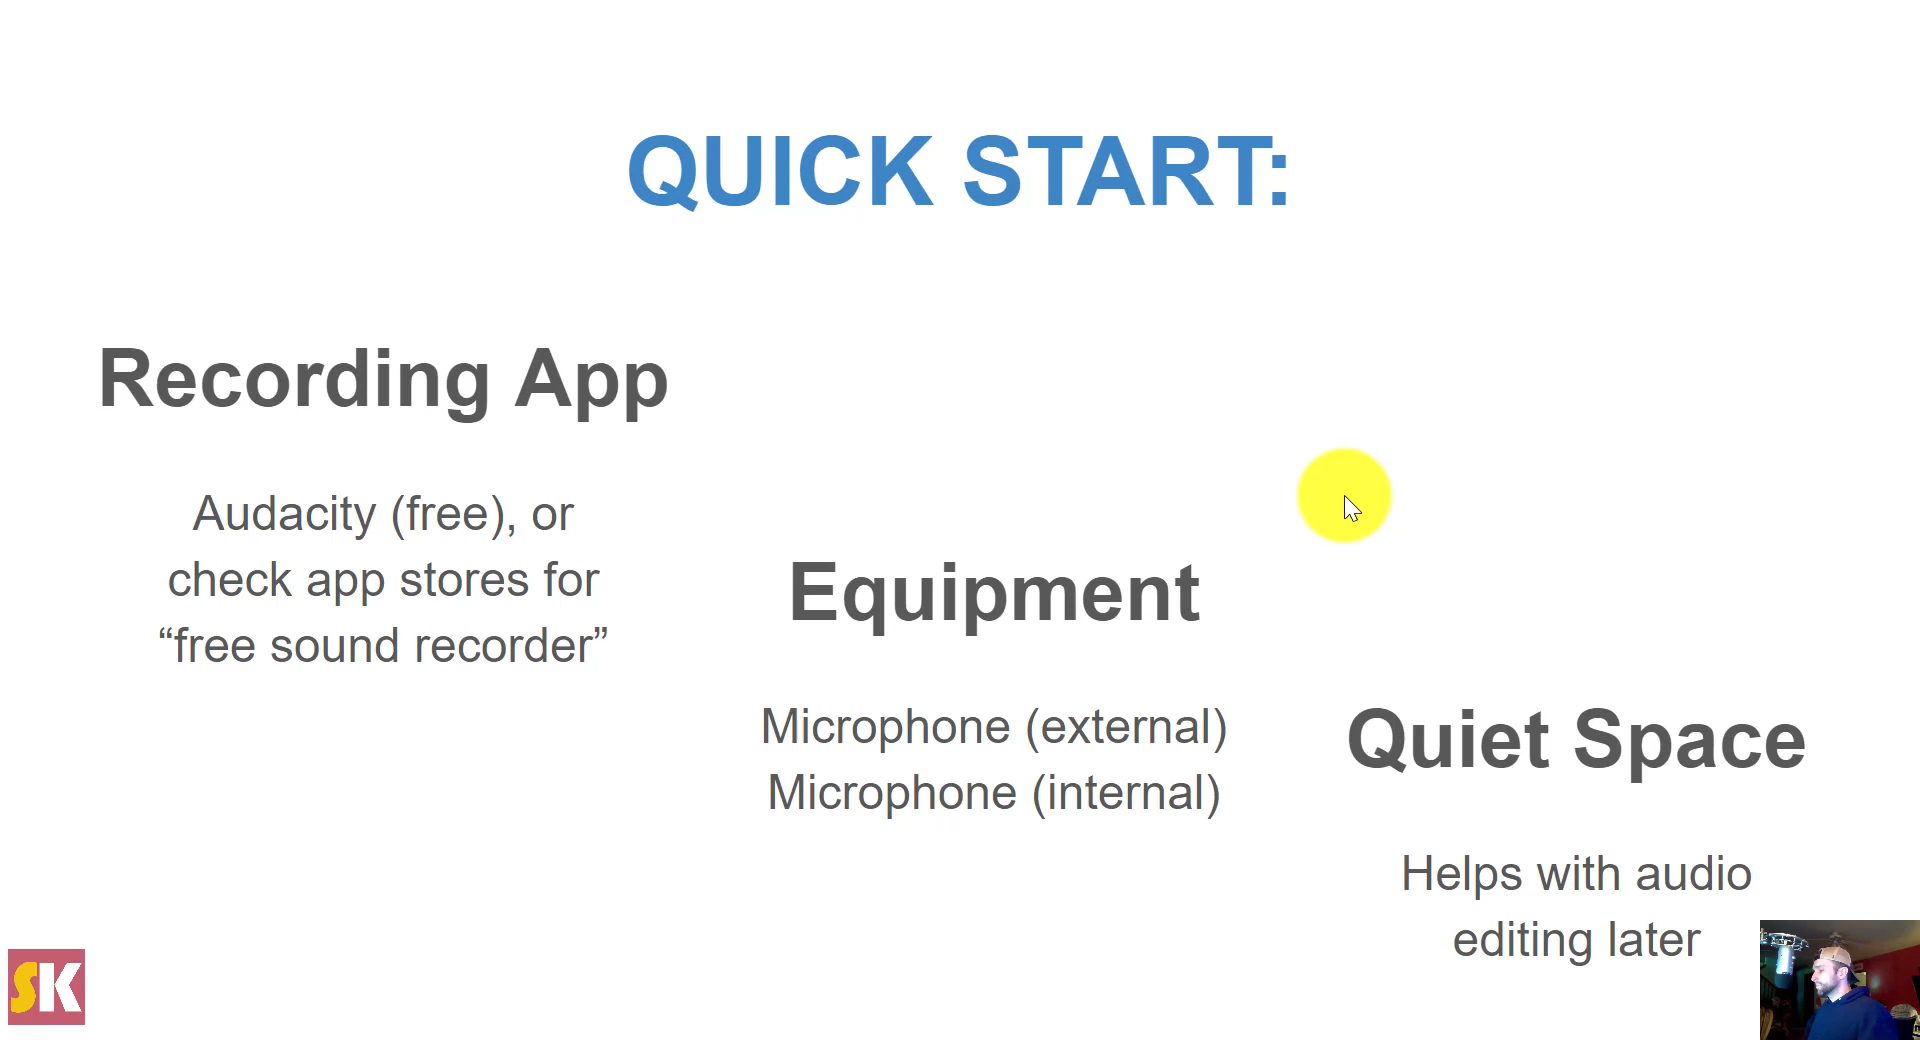 QUICK START:
Recording App
Audacity (free), or
check app stores for
“free sound recorder”
Equipment
Microphone (external)
Microphone (internal)
Quiet Space
Helps with audio
editing later
SK